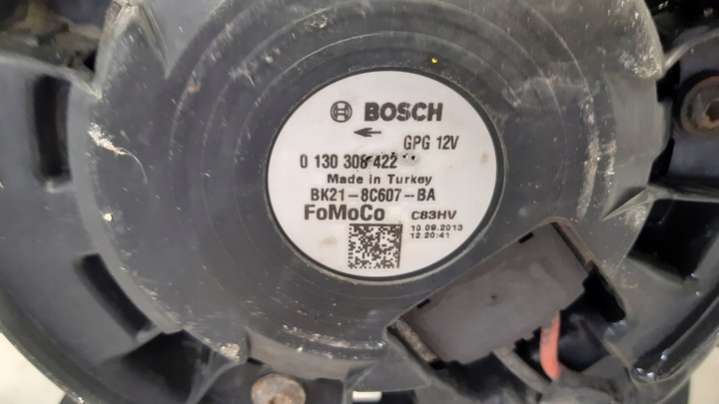 BOSCH
GPG 12V
0 130 308 422
Made in Turkey
BK21-8C607-BA
FoMoCo C83HV
10.09.2013
12:20:41